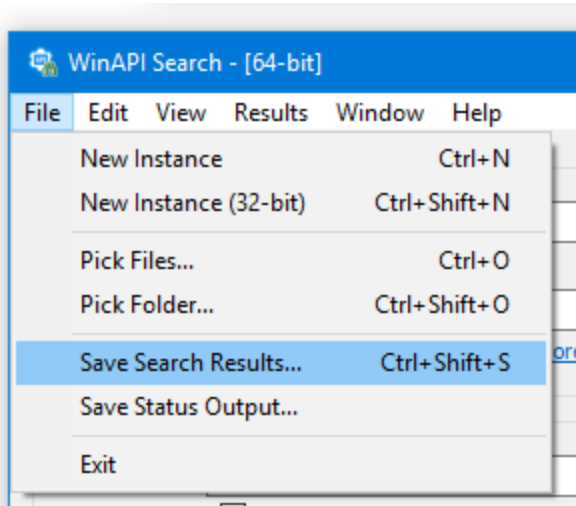 WinAPI Search - [64-bit]
File Edit View Results Window Help
New Instance Ctrl+N
New Instance (32-bit) Ctrl+Shift+N
Pick Files... Ctrl+O
Pick Folder... Ctrl+Shift+O
Save Search Results... Ctrl+Shift+S
Save Status Output...
Exit